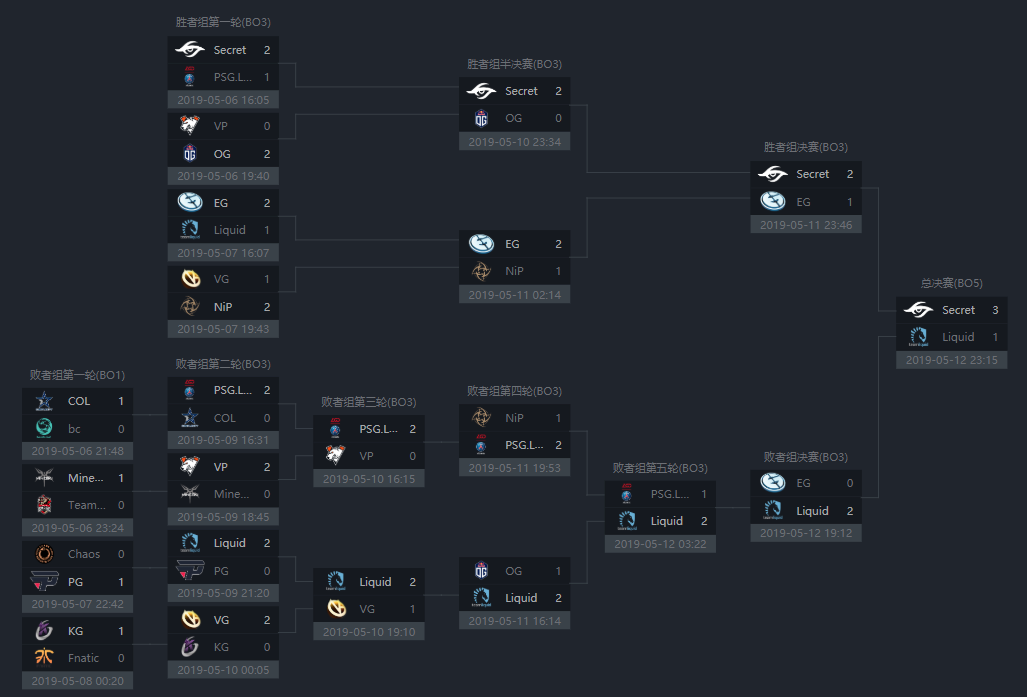 胜者组第一轮(BO3)
Secret 2
PSG.L... 1
2019-05-06 16:05
VP 0
OG 2
2019-05-06 19:40
EG 2
Liquid 1
2019-05-07 16:07
VG 1
NiP 2
2019-05-07 19:43
胜者组半决赛(BO3)
Secret 2
OG 0
2019-05-10 23:34
EG 2
NiP 1
2019-05-11 02:14
胜者组决赛(BO3)
Secret 2
EG 1
2019-05-11 23:46
总决赛(BO5)
Secret 3
Liquid 1
2019-05-12 23:15
败者组第一轮(BO1)
COL 1
bc 0
2019-05-06 21:48
Mine... 1
Team... 0
2019-05-06 23:24
Chaos 0
PG 1
2019-05-07 22:42
KG 1
Fnatic 0
2019-05-08 00:20
败者组第二轮(BO3)
PSG.L... 2
COL 0
2019-05-09 16:31
VP 2
Mine... 0
2019-05-09 18:45
Liquid 2
PG 0
2019-05-09 21:20
VG 2
KG 0
2019-05-10 00:05
败者组第三轮(BO3)
PSG.L... 2
VP 0
2019-05-10 16:15
Liquid 2
VG 1
2019-05-10 19:10
败者组第四轮(BO3)
NiP 1
PSG.L... 2
2019-05-11 19:53
OG 1
Liquid 2
2019-05-11 16:14
败者组第五轮(BO3)
PSG.L... 1
Liquid 2
2019-05-12 03:22
败者组决赛(BO3)
EG 0
Liquid 2
2019-05-12 19:12